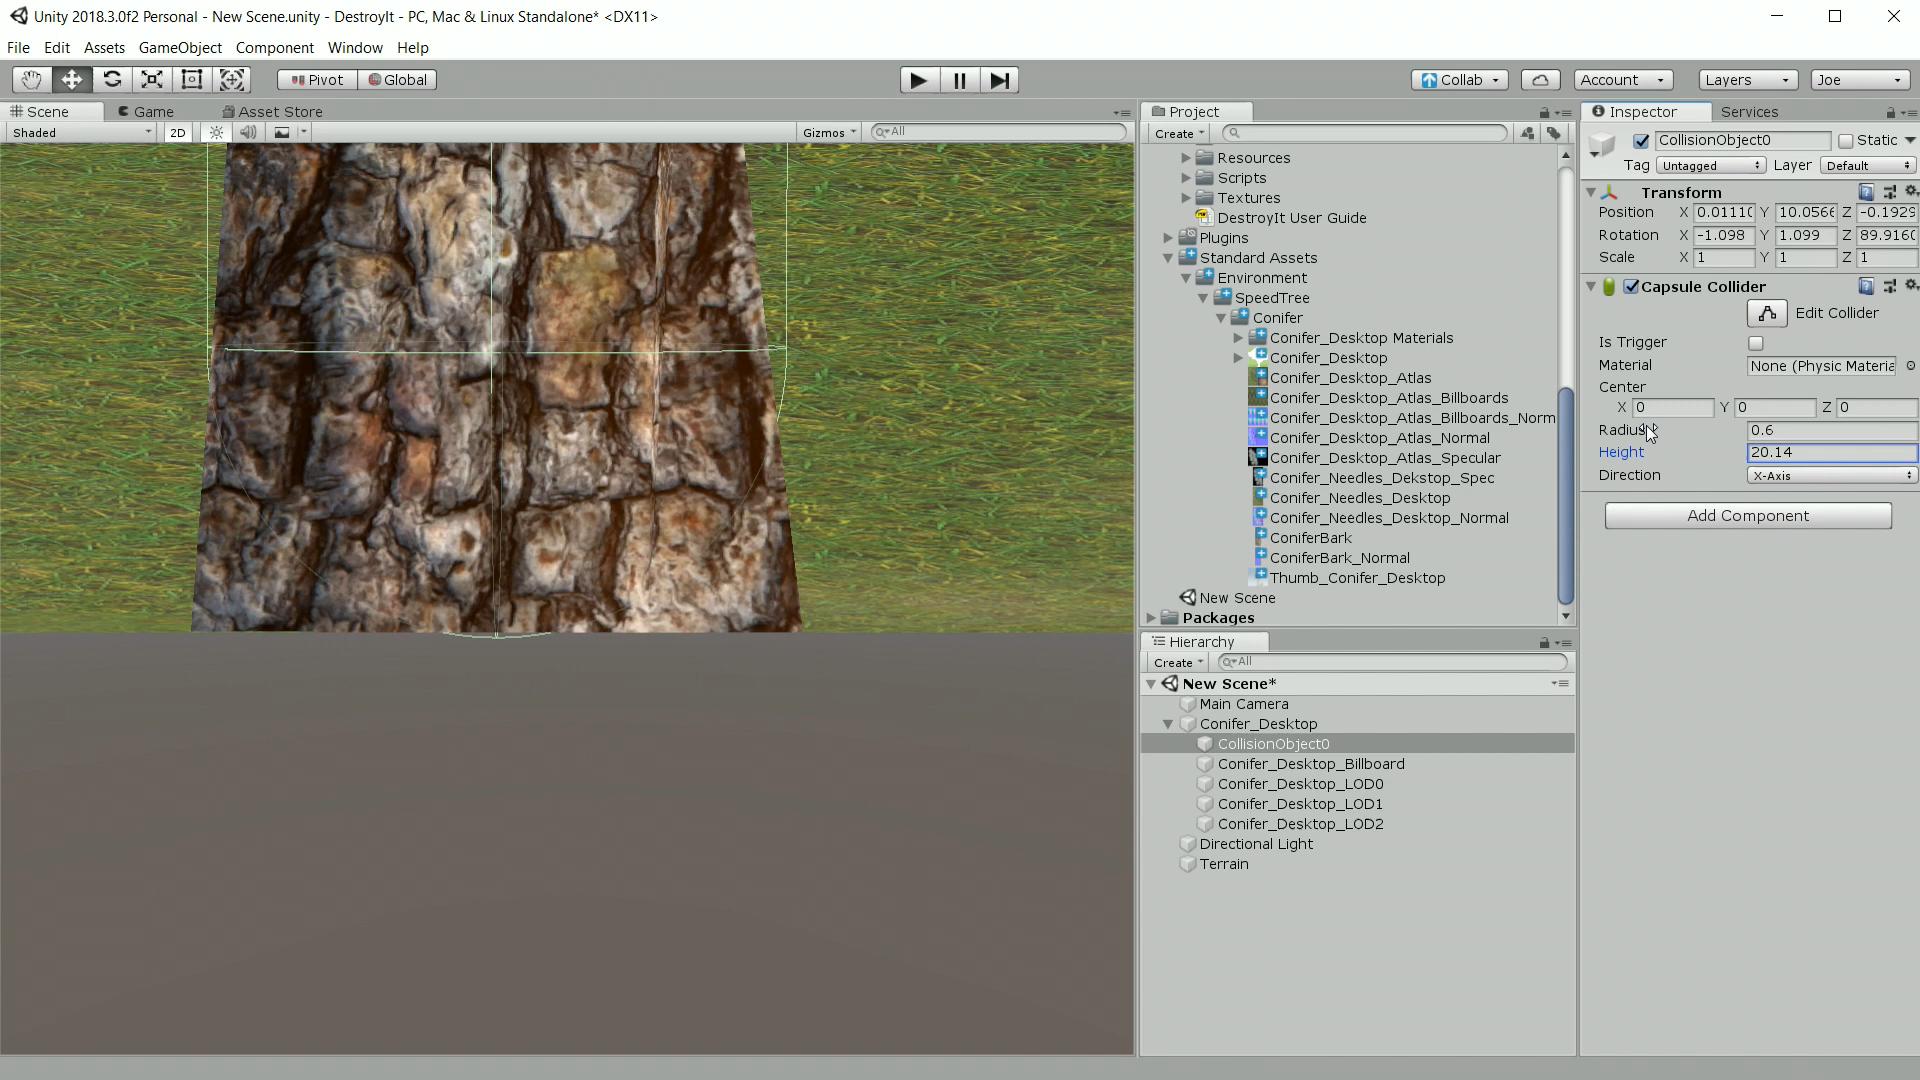 Unity 2018.3.0f2 Personal - New Scene.unity - DestroyIt - PC, Mac & Linux Standalone* <DX11>
File Edit Assets GameObject Component Window Help
Pivot Global Collab Account Layers Joe
Scene Game Asset Store
Shaded 2D Gizmos All
Project
Create
Resources
Scripts
Textures
DestroyIt User Guide
Plugins
Standard Assets
Environment
SpeedTree
Conifer
Conifer_Desktop Materials
Conifer_Desktop
Conifer_Desktop_Atlas
Conifer_Desktop_Atlas_Billboards
Conifer_Desktop_Atlas_Billboards_Norm
Conifer_Desktop_Atlas_Normal
Conifer_Desktop_Atlas_Specular
Conifer_Needles_Dekstop_Spec
Conifer_Needles_Desktop
Conifer_Needles_Desktop_Normal
ConiferBark
ConiferBark_Normal
Thumb_Conifer_Desktop
New Scene
Packages
Hierarchy
Create All
New Scene*
Main Camera
Conifer_Desktop
CollisionObject0
Conifer_Desktop_Billboard
Conifer_Desktop_LOD0
Conifer_Desktop_LOD1
Conifer_Desktop_LOD2
Directional Light
Terrain
Inspector Services
CollisionObject0 Static
Tag Untagged Layer Default
Transform
Position X 0.0111 Y 10.056 Z -0.1929
Rotation X -1.098 Y 1.099 Z 89.916
Scale X 1 Y 1 Z 1
Capsule Collider
Edit Collider
Is Trigger
Material None (Physic Materia
Center
X 0 Y 0 Z 0
Radius 0.6
Height 20.14
Direction X-Axis
Add Component